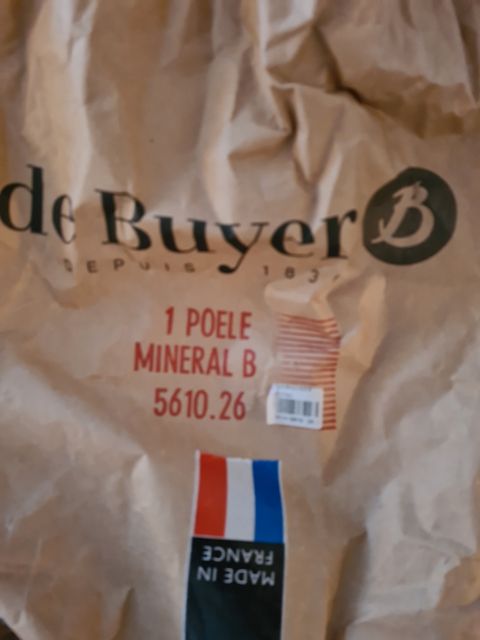 de Buyer B
DEPUIS 183
1 POELE
MINERAL B
5610.26
MADE IN
FRANCE